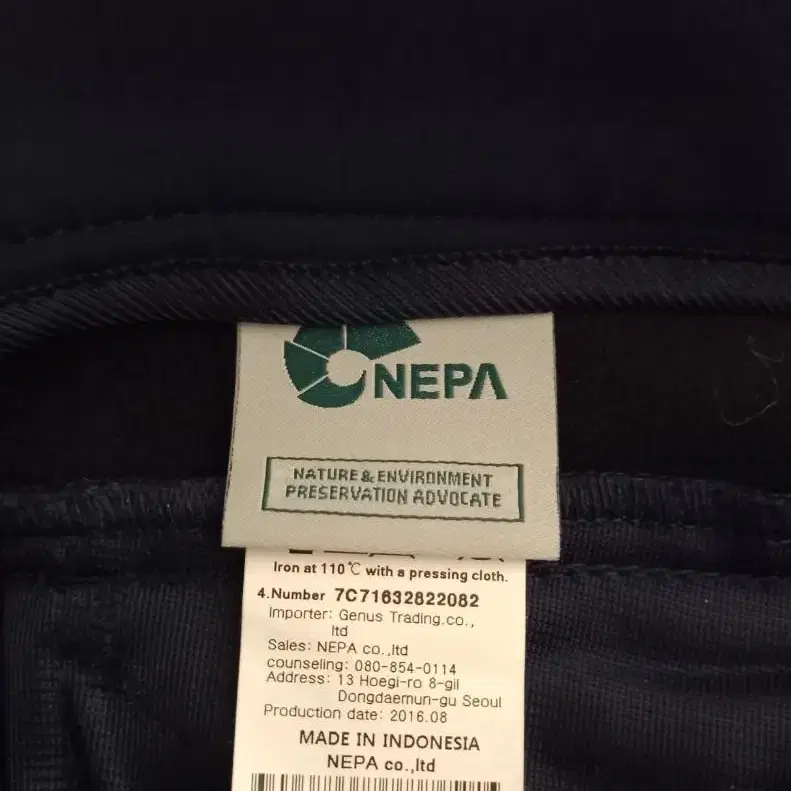 NEPA
NATURE & ENVIRONMENT
PRESERVATION ADVOCATE
Iron at 110℃ with a pressing cloth.
4.Number 7C71632822082
Importer: Genus Trading.co.,
ltd
Sales: NEPA co.,ltd
counseling: 080-854-0114
Address: 13 Hoegi-ro 8-gil
Dongdaemun-gu Seoul
Production date: 2016.08
MADE IN INDONESIA
NEPA co.,ltd